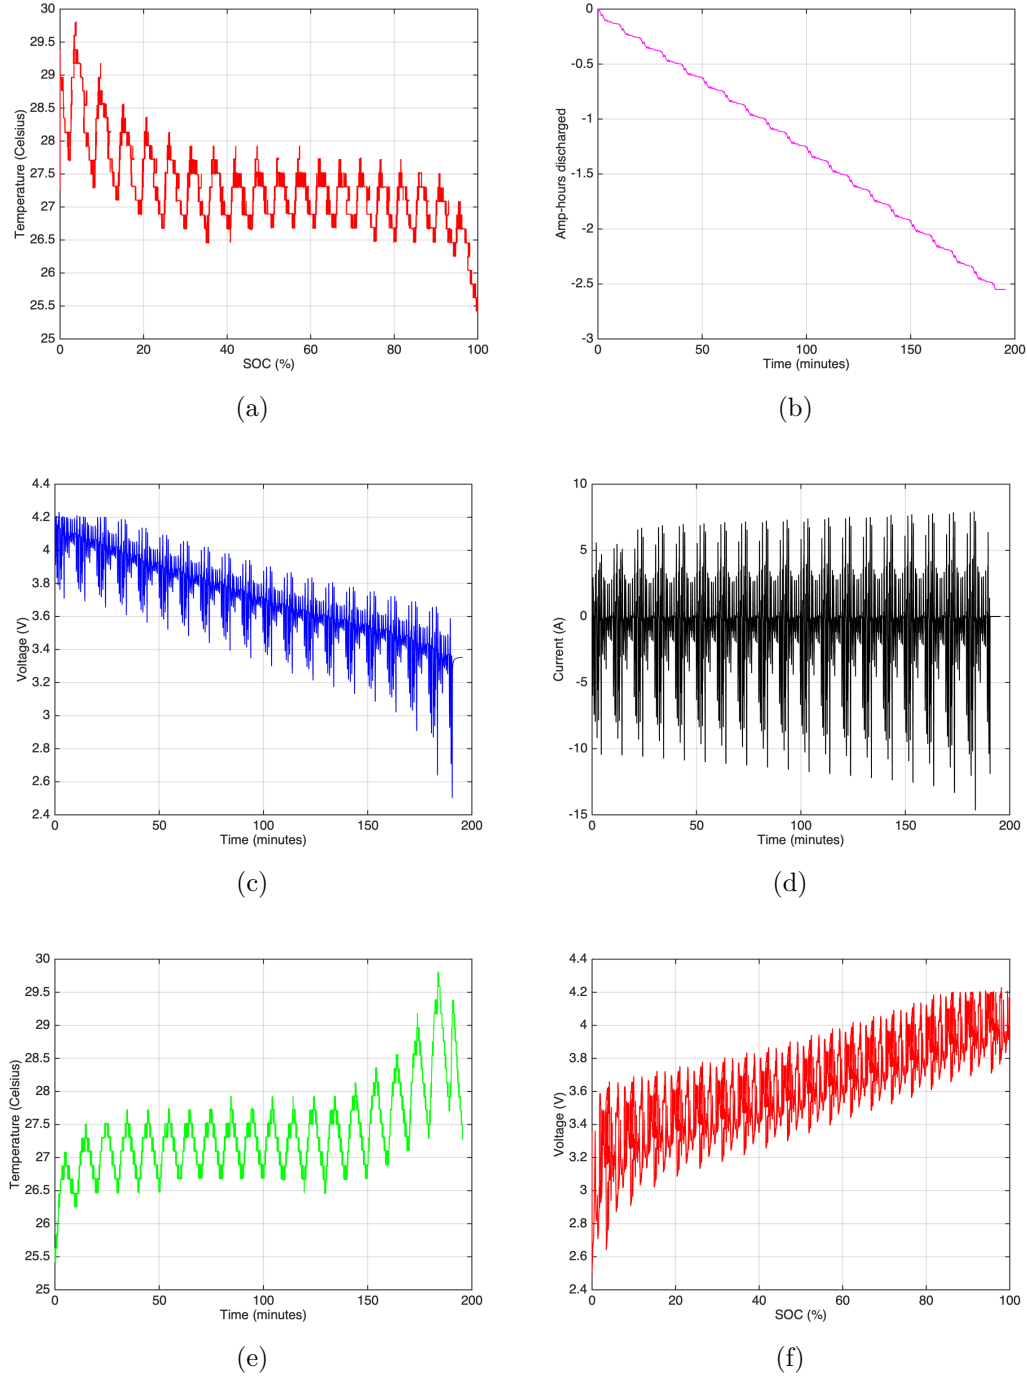 30
29.5
29
28.5
28
27.5
27
26.5
26
25.5
25
0 20 40 60 80 100
SOC (%)
Temperature (Celsius)
(a)
0
-0.5
-1
-1.5
-2
-2.5
-3
0 50 100 150 200
Time (minutes)
Amp-hours discharged
(b)
4.4
4.2
4
3.8
3.6
3.4
3.2
3
2.8
2.6
2.4
0 50 100 150 200
Time (minutes)
Voltage (V)
(c)
10
5
0
-5
-10
-15
0 50 100 150 200
Time (minutes)
Current (A)
(d)
30
29.5
29
28.5
28
27.5
27
26.5
26
25.5
25
0 50 100 150 200
Time (minutes)
Temperature (Celsius)
(e)
4.4
4.2
4
3.8
3.6
3.4
3.2
3
2.8
2.6
2.4
0 20 40 60 80 100
SOC (%)
Voltage (V)
(f)